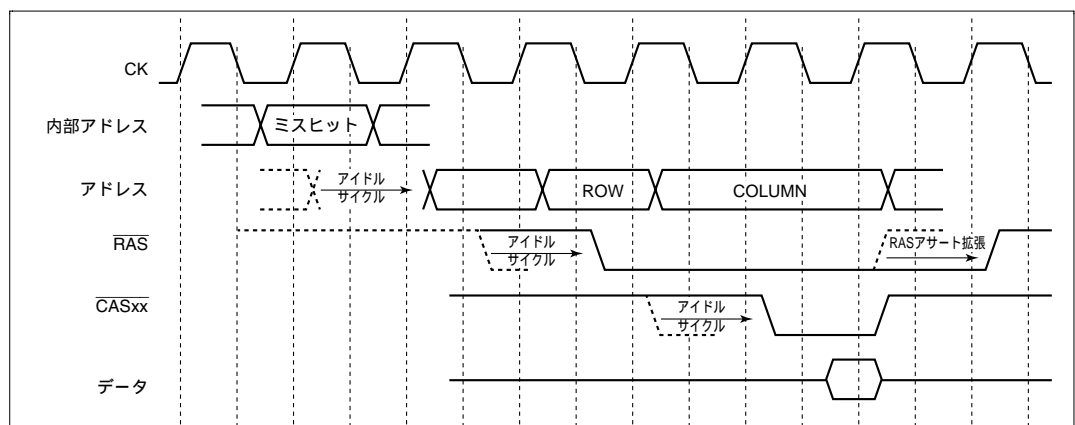 CK
内部アドレス
ミスヒット
アドレス
アイドル
サイクル
ROW
COLUMN
RAS
アイドル
サイクル
RASアサート拡張
CASxx
アイドル
サイクル
データ